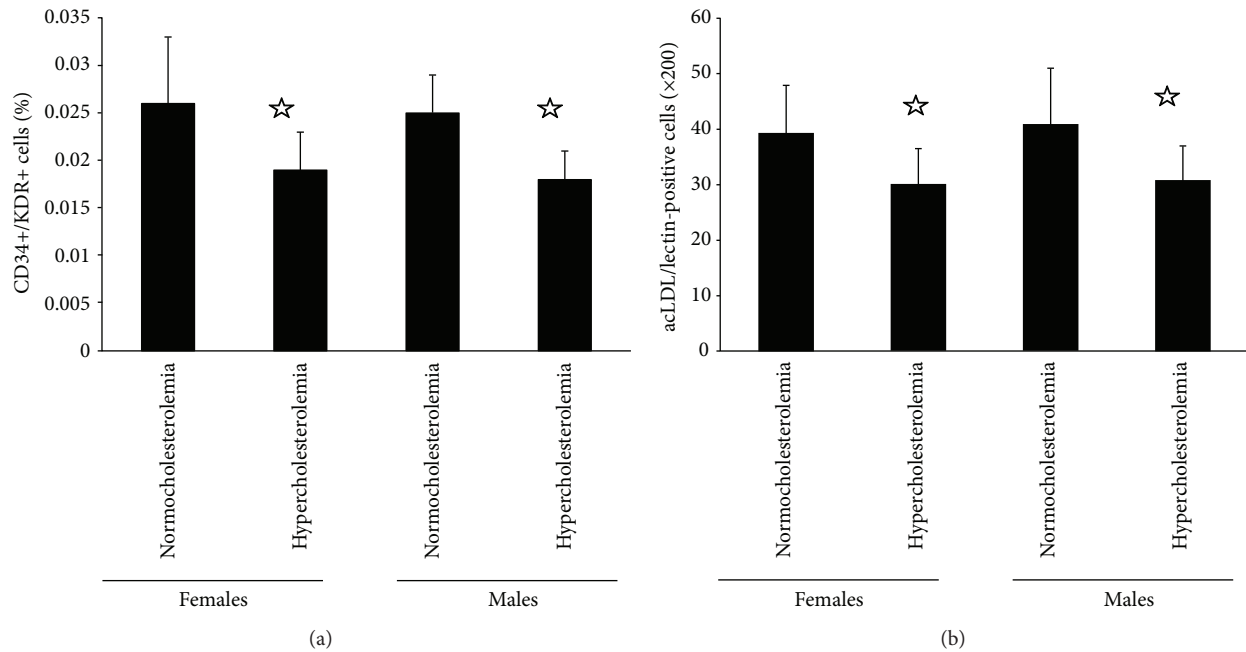 CD34+/KDR+ cells (%)
0.035
0.03
0.025
0.02
0.015
0.01
0.005
0
Normocholesterolemia
Hypercholesterolemia
Normocholesterolemia
Hypercholesterolemia
Females
Males
(a)
acLDL/lectin-positive cells (×200)
60
50
40
30
20
10
0
Normocholesterolemia
Hypercholesterolemia
Normocholesterolemia
Hypercholesterolemia
Females
Males
(b)